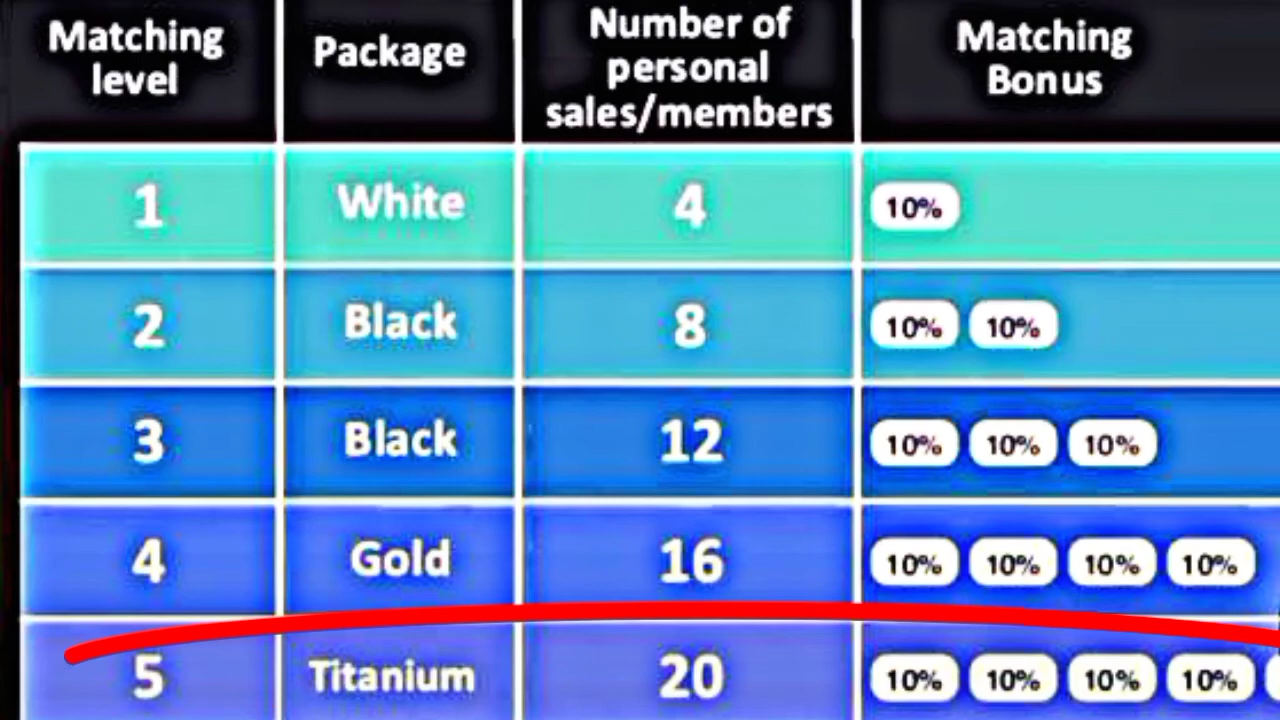 Matching level
Package
Number of personal sales/members
Matching Bonus
1 White 4 10%
2 Black 8 10% 10%
3 Black 12 10% 10% 10%
4 Gold 16 10% 10% 10% 10%
5 Titanium 20 10% 10% 10% 10%